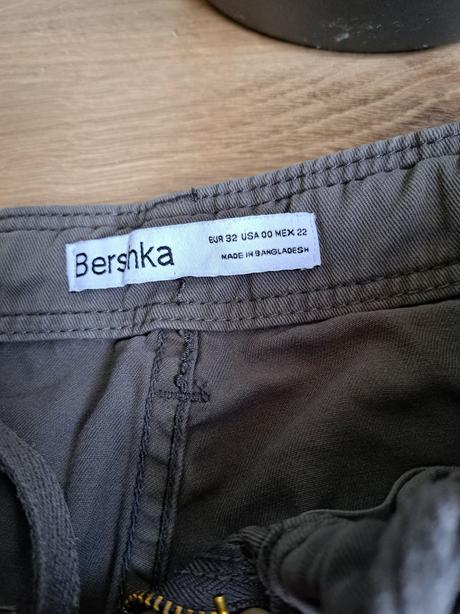 Bershka
EUR 32 USA 00 MEX 22
MADE IN BANGLADESH